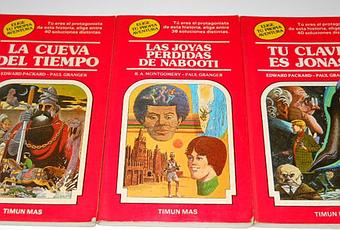 ELIGE TU PROPIA AVENTURA
Tú eres el protagonista
de esta historia, elige entre
40 soluciones distintas.
LA CUEVA
DEL TIEMPO
EDWARD PACKARD - PAUL GRANGER
TIMUN MAS
ELIGE
TU PROPIA
AVENTURA
Tú eres el protagonista
de esta historia, elige entre
38 soluciones distintas.
LAS JOYAS
PERDIDAS
DE NABOOTI
R. A. MONTGOMERY - PAUL GRANGER
TIMUN MAS
ELIGE
TU PROPIA
AVENTURA
Tú eres el protagonista
de esta historia, elige entre
40 soluciones distintas.
TU CLAVE
ES JONAS
EDWARD PACKARD - PAUL GRANGER
TIMUN MAS